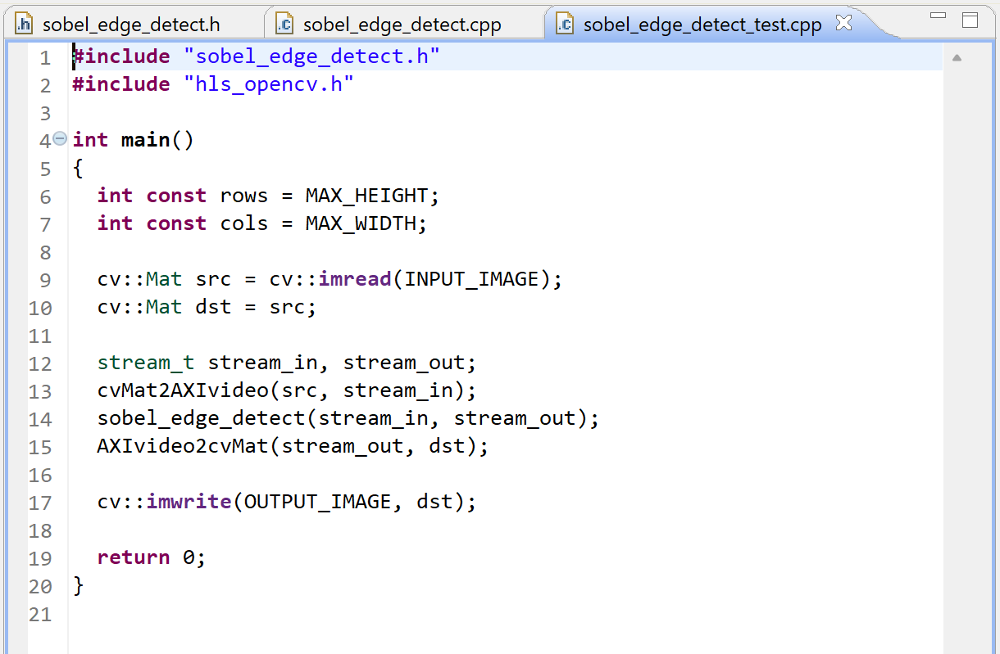 sobel_edge_detect.h sobel_edge_detect.cpp sobel_edge_detect_test.cpp
1 #include "sobel_edge_detect.h"
2 #include "hls_opencv.h"
3
4 int main()
5 {
6   int const rows = MAX_HEIGHT;
7   int const cols = MAX_WIDTH;
8
9   cv::Mat src = cv::imread(INPUT_IMAGE);
10   cv::Mat dst = src;
11
12   stream_t stream_in, stream_out;
13   cvMat2AXIvideo(src, stream_in);
14   sobel_edge_detect(stream_in, stream_out);
15   AXIvideo2cvMat(stream_out, dst);
16
17   cv::imwrite(OUTPUT_IMAGE, dst);
18
19   return 0;
20 }
21